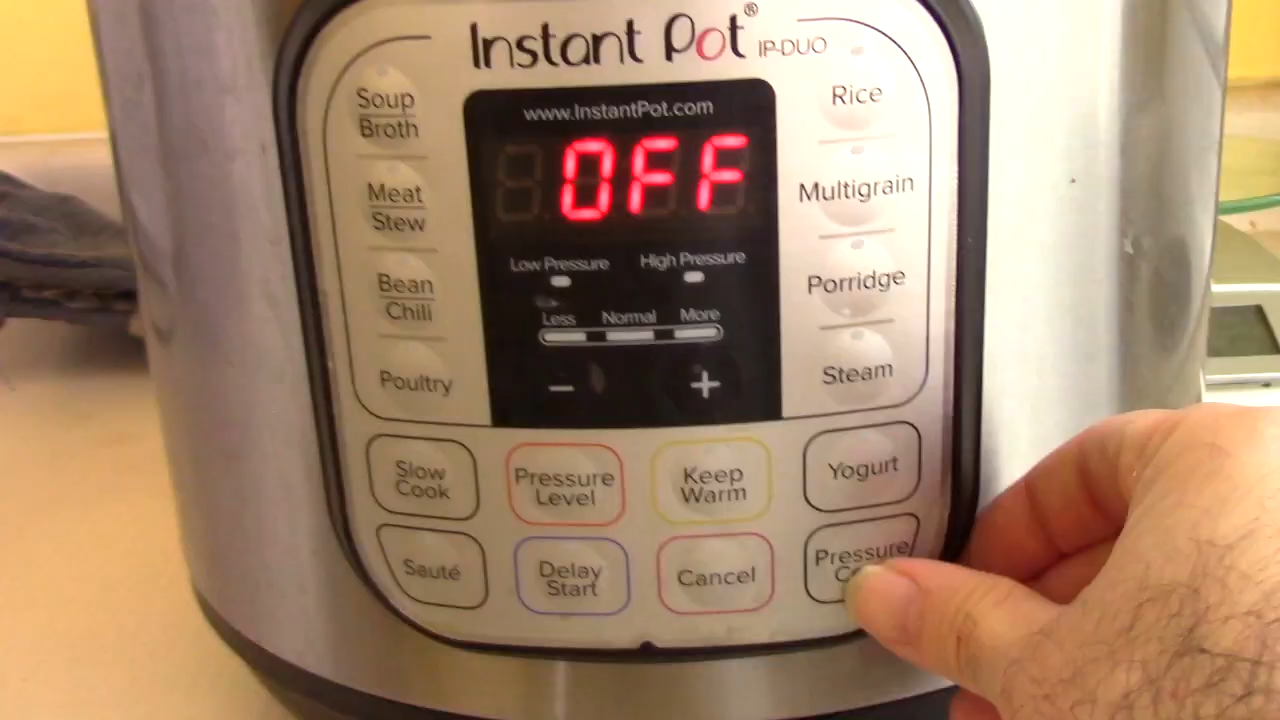 Instant Pot® IP-DUO
www.InstantPot.com
OFF
Low Pressure High Pressure
Less Normal More
− +
Soup
Broth
Meat
Stew
Bean
Chili
Poultry
Rice
Multigrain
Porridge
Steam
Slow
Cook
Pressure
Level
Keep
Warm
Yogurt
Sauté
Delay
Start
Cancel
Pressure